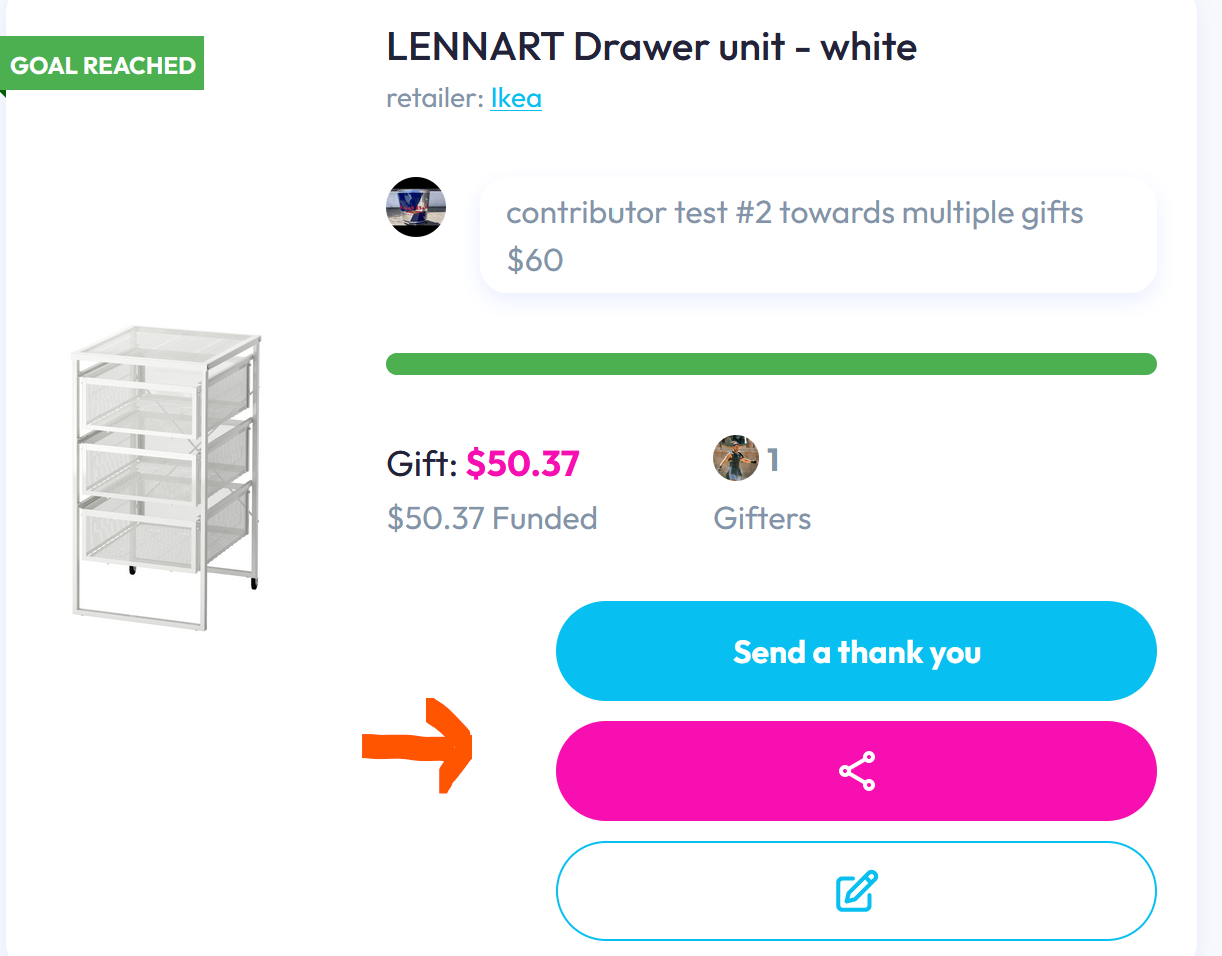 GOAL REACHED
LENNART Drawer unit - white
retailer: Ikea
contributor test #2 towards multiple gifts
$60
Gift: $50.37
1
$50.37 Funded
Gifters
Send a thank you